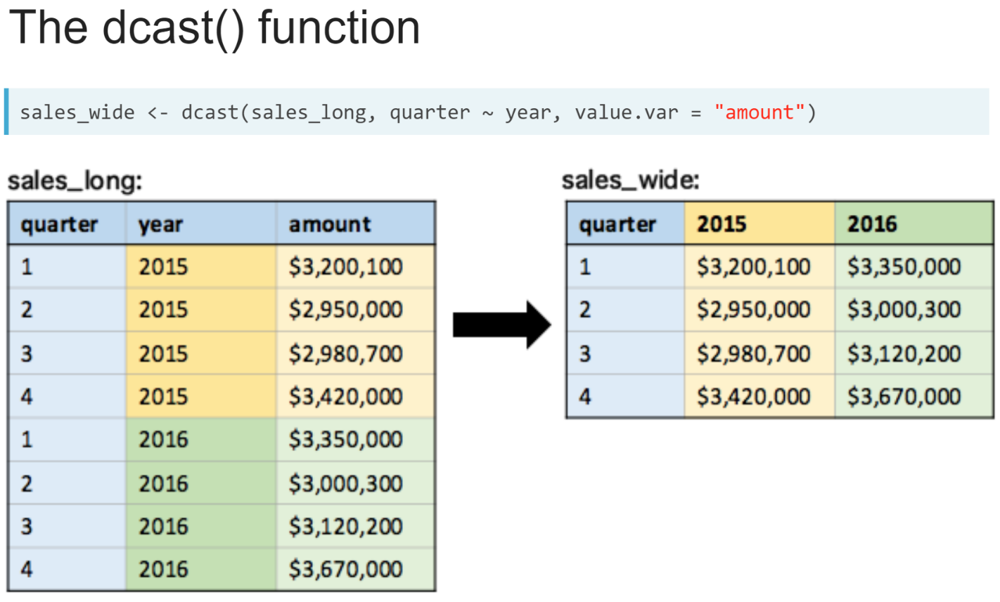 The dcast() function
sales_wide <- dcast(sales_long, quarter ~ year, value.var = "amount")
sales_long:
quarter year amount
1 2015 $3,200,100
2 2015 $2,950,000
3 2015 $2,980,700
4 2015 $3,420,000
1 2016 $3,350,000
2 2016 $3,000,300
3 2016 $3,120,200
4 2016 $3,670,000
sales_wide:
quarter 2015 2016
1 $3,200,100 $3,350,000
2 $2,950,000 $3,000,300
3 $2,980,700 $3,120,200
4 $3,420,000 $3,670,000